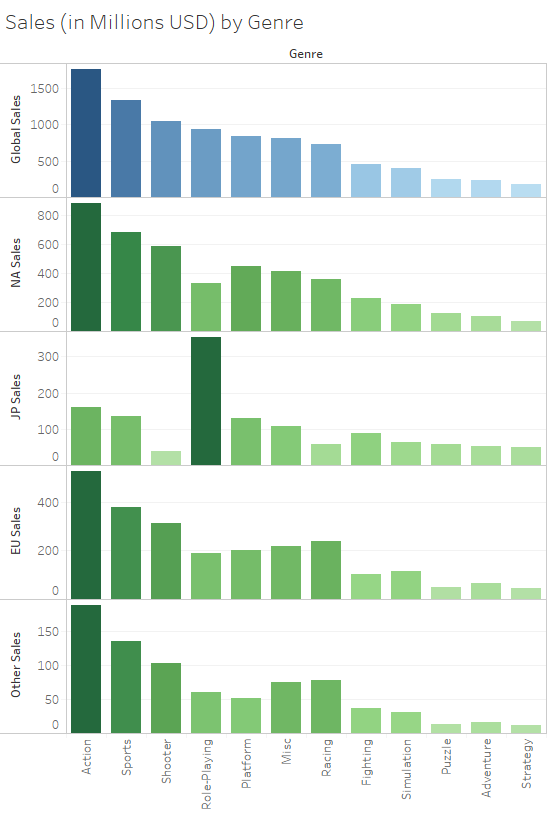 Sales (in Millions USD) by Genre
Genre
Global Sales
1500
1000
500
0
NA Sales
800
600
400
200
0
JP Sales
300
200
100
0
EU Sales
400
200
0
Other Sales
150
100
50
0
Action
Sports
Shooter
Role-Playing
Platform
Misc
Racing
Fighting
Simulation
Puzzle
Adventure
Strategy